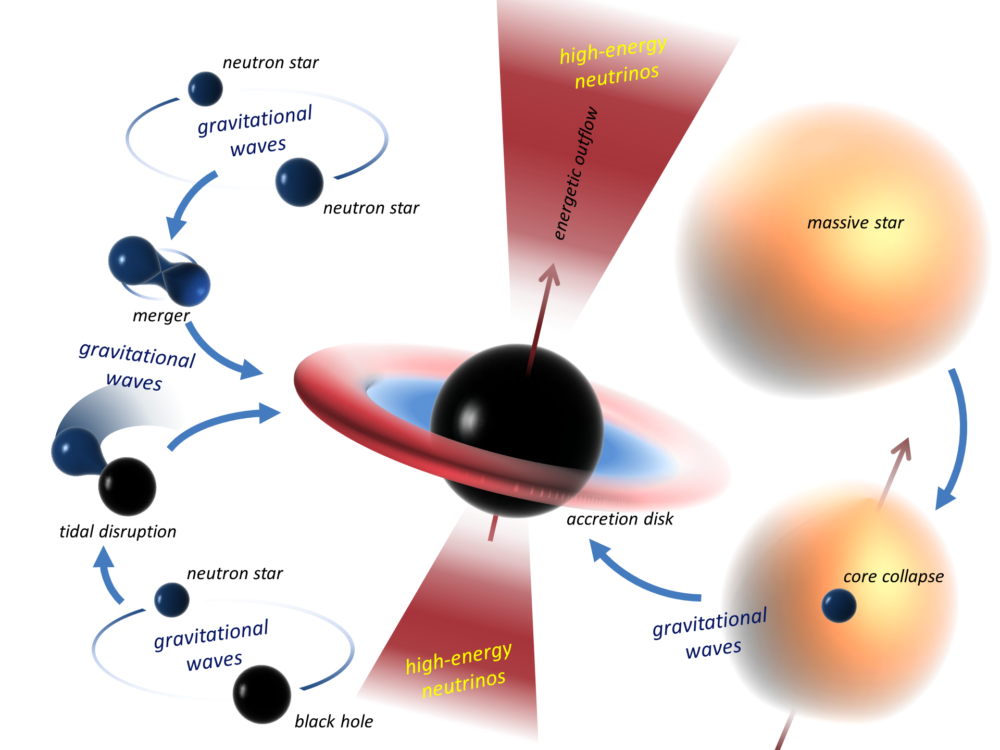 neutron star
gravitational
waves
neutron star
merger
gravitational
waves
tidal disruption
neutron star
gravitational
waves
black hole
high-energy
neutrinos
energetic outflow
accretion disk
high-energy
neutrinos
massive star
core collapse
gravitational
waves